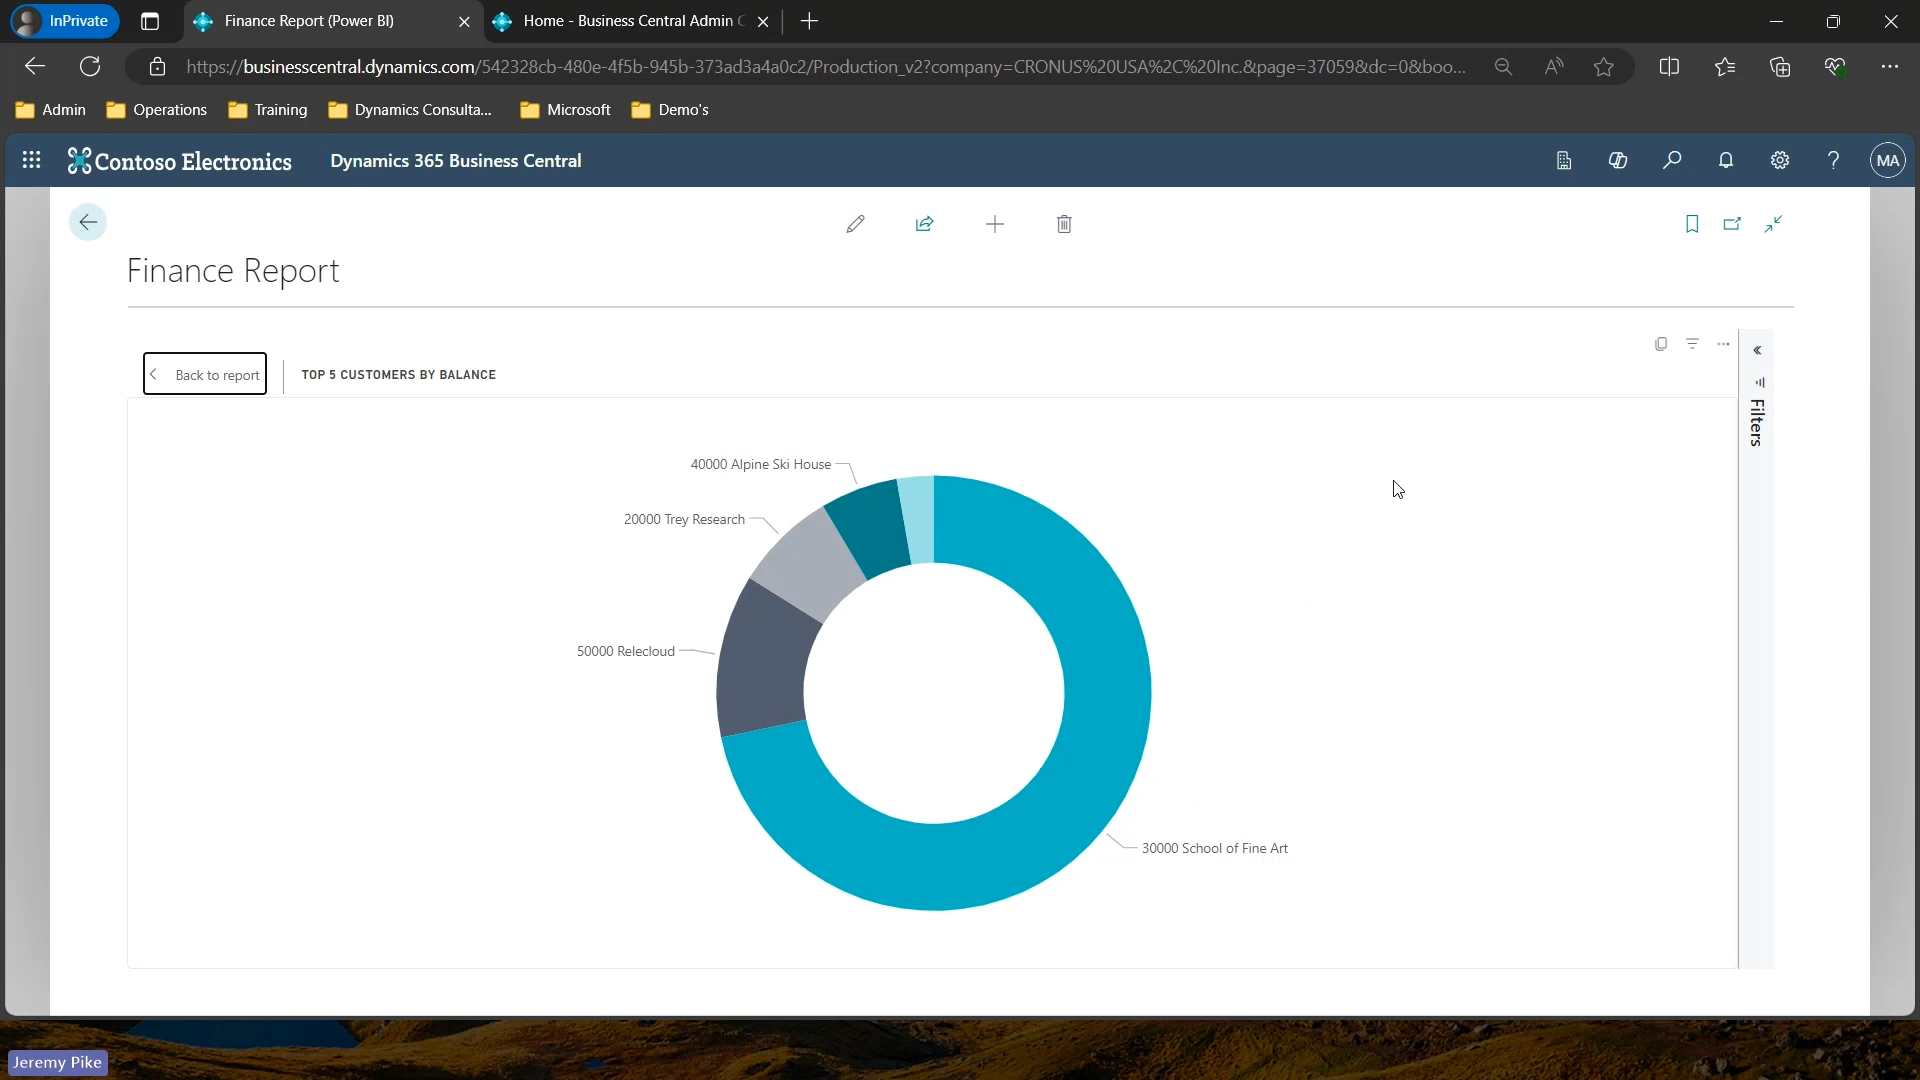 InPrivate
Finance Report (Power BI)
Home - Business Central Admin C
https://businesscentral.dynamics.com/542328cb-480e-4f5b-945b-373ad3a4a0c2/Production_v2?company=CRONUS%20USA%2C%20Inc.&page=37059&dc=0&boo...
Admin
Operations
Training
Dynamics Consulta...
Microsoft
Demo's
Contoso Electronics
Dynamics 365 Business Central
MA
Finance Report
Back to report
TOP 5 CUSTOMERS BY BALANCE
Filters
40000 Alpine Ski House
20000 Trey Research
50000 Relecloud
30000 School of Fine Art
Jeremy Pike